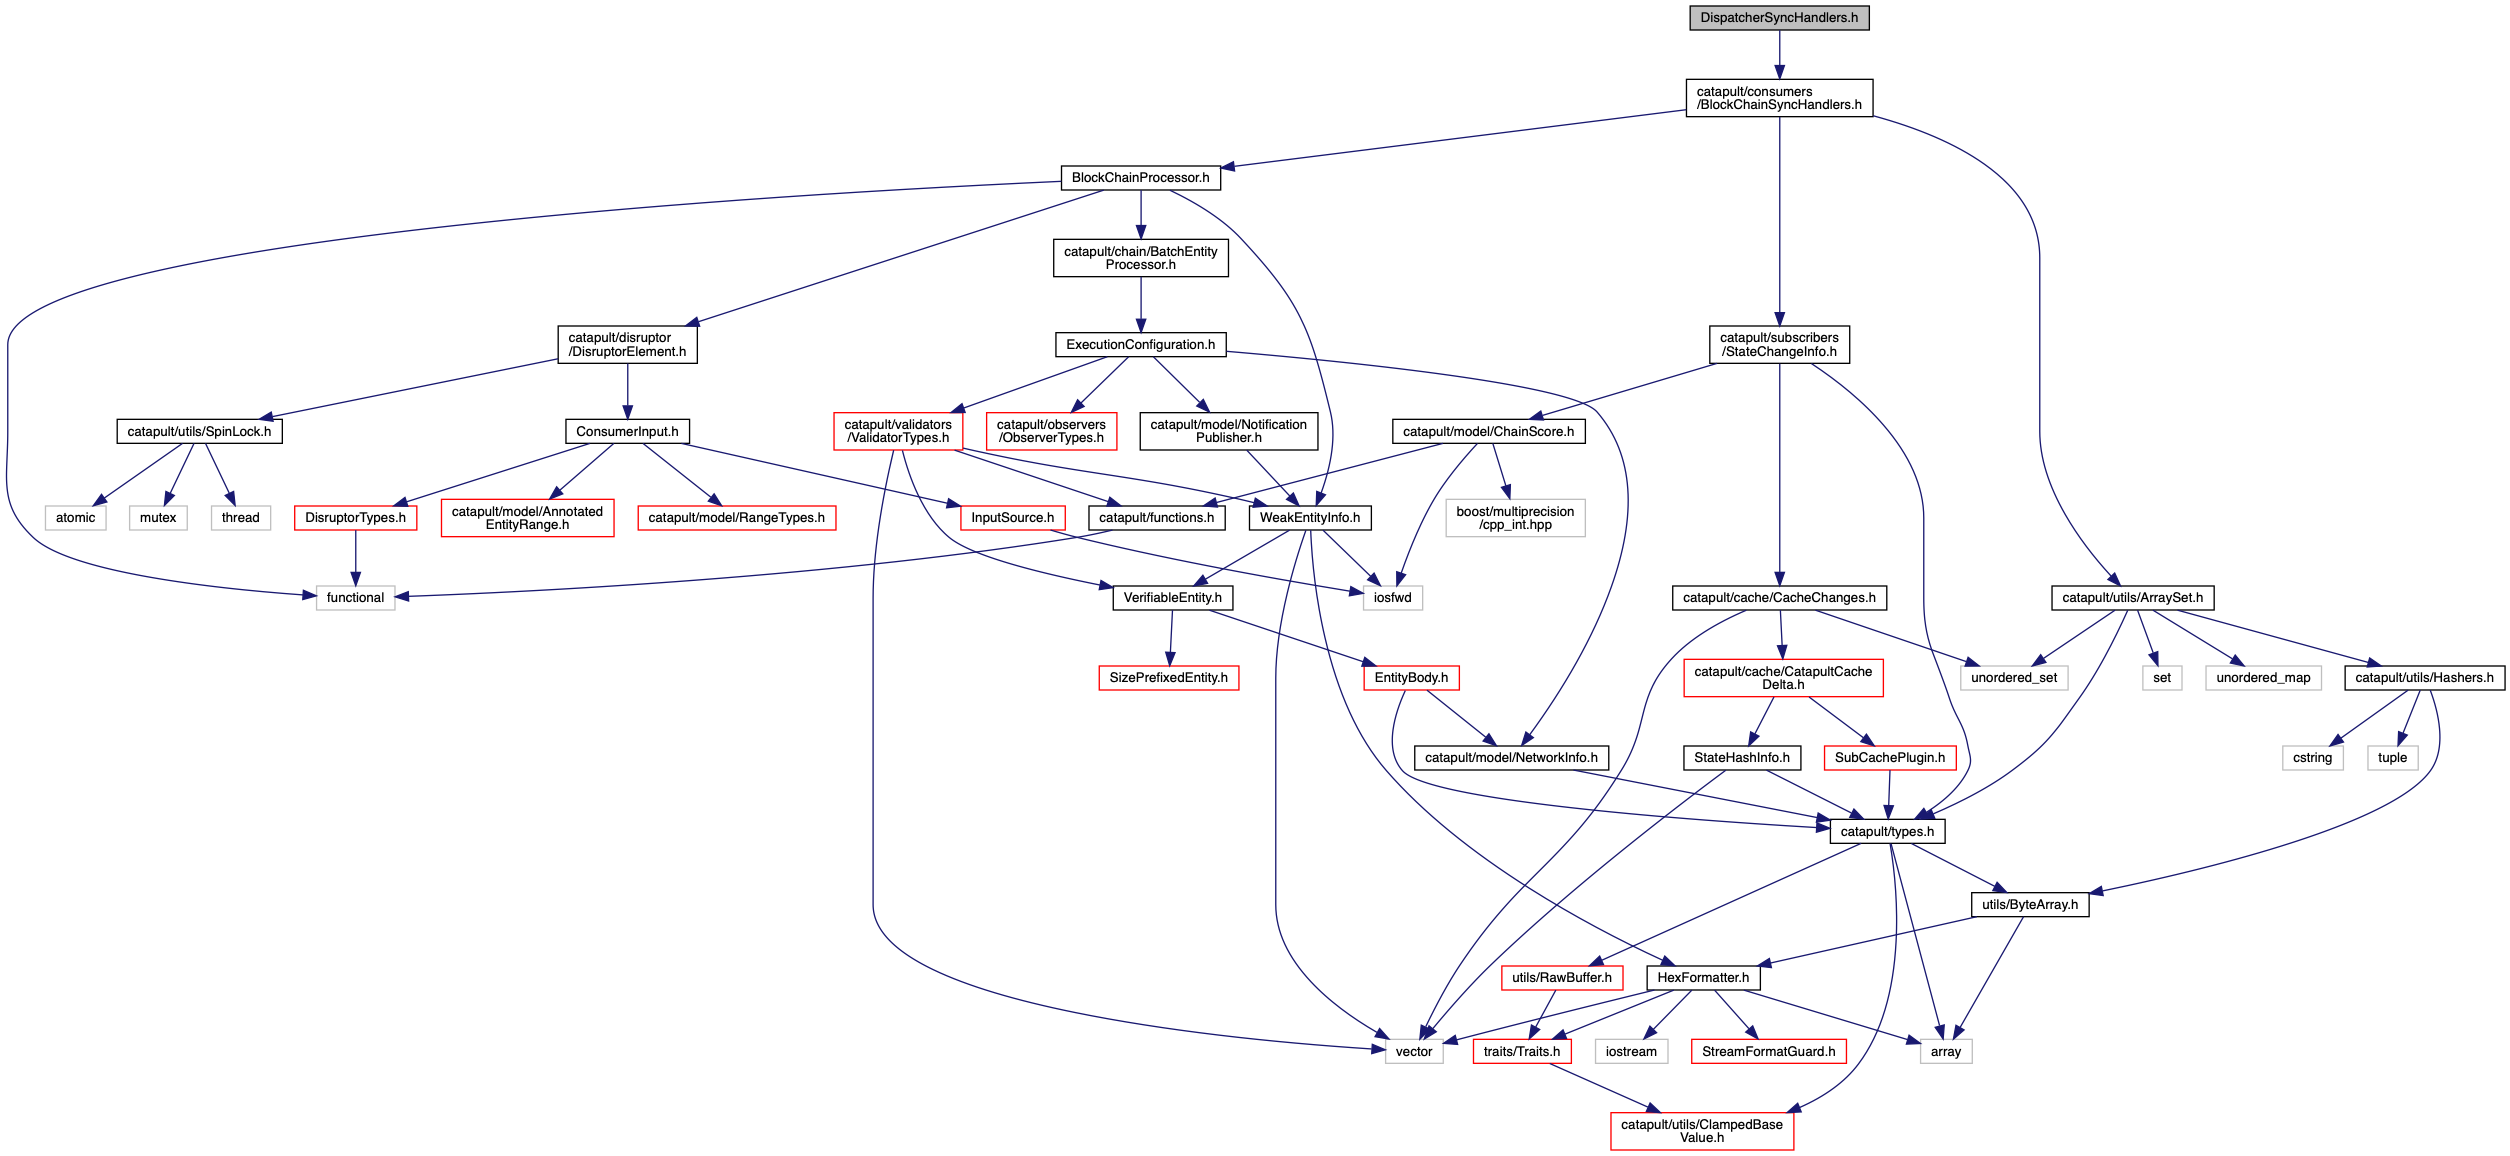 DispatcherSyncHandlers.h
catapult/consumers
/BlockChainSyncHandlers.h
BlockChainProcessor.h
catapult/chain/BatchEntity
Processor.h
catapult/disruptor
/DisruptorElement.h
ExecutionConfiguration.h
catapult/subscribers
/StateChangeInfo.h
catapult/utils/SpinLock.h
ConsumerInput.h
catapult/validators
/ValidatorTypes.h
catapult/observers
/ObserverTypes.h
catapult/model/Notification
Publisher.h
catapult/model/ChainScore.h
atomic
mutex
thread
DisruptorTypes.h
catapult/model/Annotated
EntityRange.h
catapult/model/RangeTypes.h
InputSource.h
catapult/functions.h
WeakEntityInfo.h
boost/multiprecision
/cpp_int.hpp
functional
VerifiableEntity.h
iosfwd
catapult/cache/CacheChanges.h
catapult/utils/ArraySet.h
SizePrefixedEntity.h
EntityBody.h
catapult/cache/CatapultCache
Delta.h
unordered_set
set
unordered_map
catapult/utils/Hashers.h
catapult/model/NetworkInfo.h
StateHashInfo.h
SubCachePlugin.h
cstring
tuple
catapult/types.h
utils/ByteArray.h
utils/RawBuffer.h
HexFormatter.h
vector
traits/Traits.h
iostream
StreamFormatGuard.h
array
catapult/utils/ClampedBase
Value.h